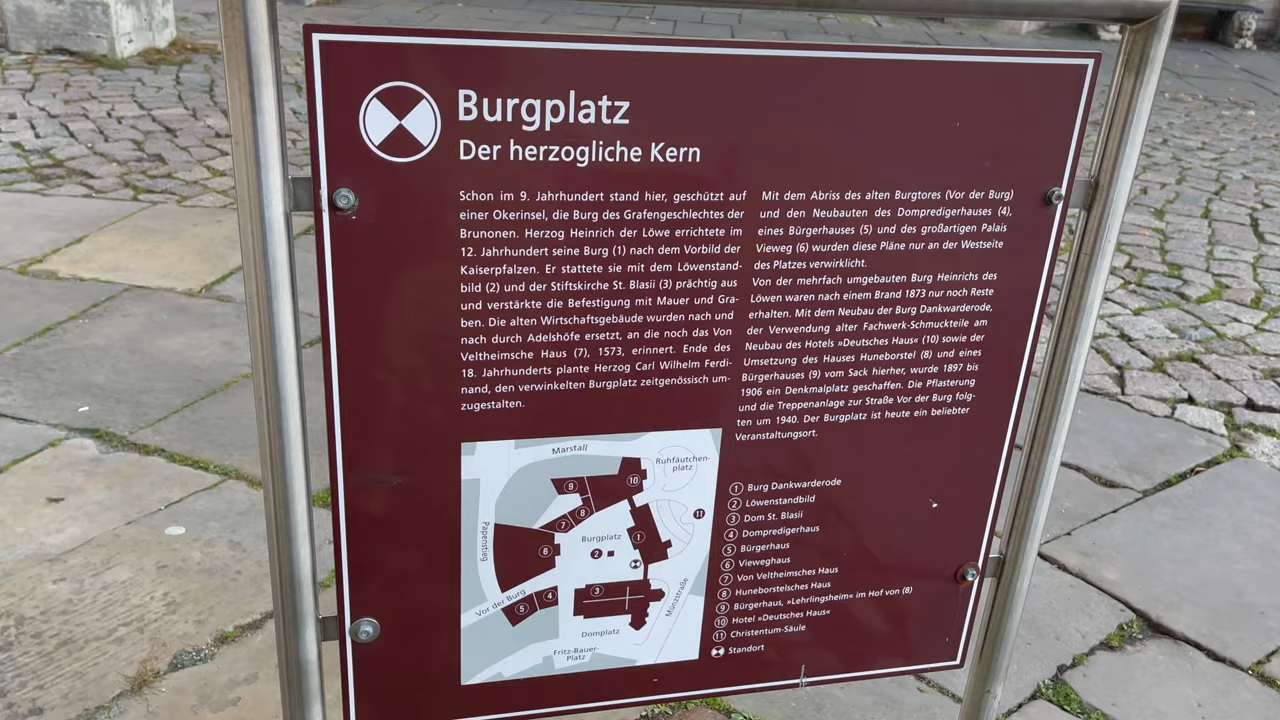 Burgplatz
Der herzogliche Kern
Schon im 9. Jahrhundert stand hier, geschützt auf
einer Okerinsel, die Burg des Grafengeschlechtes der
Brunonen. Herzog Heinrich der Löwe errichtete im
12. Jahrhundert seine Burg (1) nach dem Vorbild der
Kaiserpfalzen. Er stattete sie mit dem Löwenstand-
bild (2) und der Stiftskirche St. Blasii (3) prächtig aus
und verstärkte die Befestigung mit Mauer und Gra-
ben. Die alten Wirtschaftsgebäude wurden nach und
nach durch Adelshöfe ersetzt, an die noch das Von
Veltheimsche Haus (7), 1573, erinnert. Ende des
18. Jahrhunderts plante Herzog Carl Wilhelm Ferdi-
nand, den verwinkelten Burgplatz zeitgenössisch um-
zugestalten.
Mit dem Abriss des alten Burgtores (Vor der Burg)
und den Neubauten des Dompredigerhauses (4),
eines Bürgerhauses (5) und des großartigen Palais
Vieweg (6) wurden diese Pläne nur an der Westseite
des Platzes verwirklicht.
Von der mehrfach umgebauten Burg Heinrichs des
Löwen waren nach einem Brand 1873 nur noch Reste
erhalten. Mit dem Neubau der Burg Dankwarderode,
der Verwendung alter Fachwerk-Schmuckteile am
Neubau des Hotels »Deutsches Haus« (10) sowie der
Umsetzung des Hauses Huneborstel (8) und eines
Bürgerhauses (9) vom Sack hierher, wurde 1897 bis
1906 ein Denkmalplatz geschaffen. Die Pflasterung
und die Treppenanlage zur Straße Vor der Burg folg-
ten um 1940. Der Burgplatz ist heute ein beliebter
Veranstaltungsort.
Marstall
Ruhfäutchen-
platz
9
10
8
7
11
Papenstieg
Burgplatz
1
6
2
3
4
5
Vor der Burg
Münzstraße
Domplatz
Fritz-Bauer-
Platz
1 Burg Dankwarderode
2 Löwenstandbild
3 Dom St. Blasii
4 Dompredigerhaus
5 Bürgerhaus
6 Vieweghaus
7 Von Veltheimsches Haus
8 Huneborstelsches Haus
9 Bürgerhaus, »Lehrlingsheim« im Hof von (8)
10 Hotel »Deutsches Haus«
11 Christentum-Säule
Standort